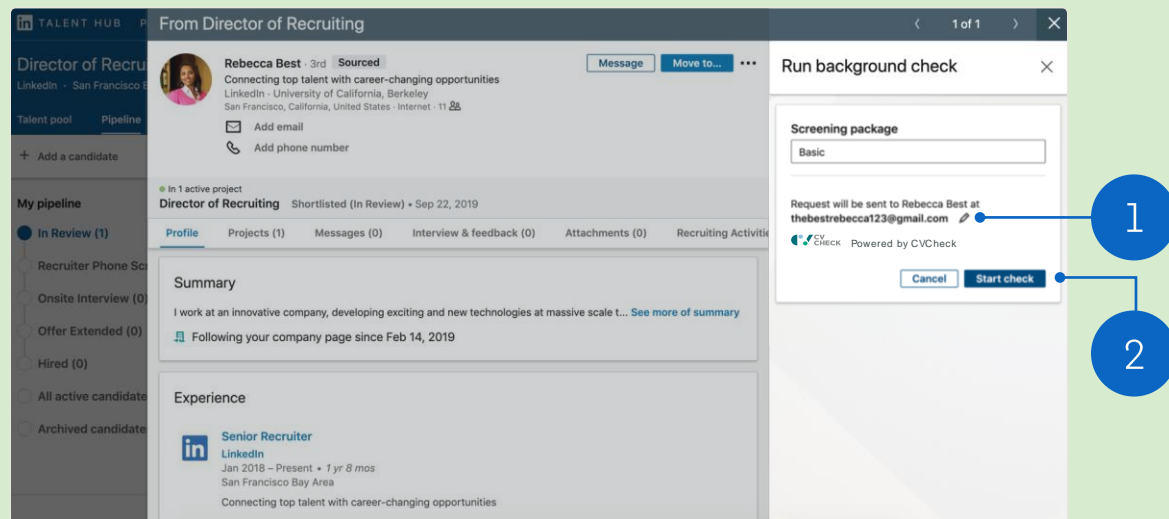 in TALENT HUB P
From Director of Recruiting
1 of 1
Director of Recru
LinkedIn · San Francisco B
Talent pool Pipeline
+ Add a candidate
My pipeline
In Review (1)
Recruiter Phone Scr
Onsite Interview (0)
Offer Extended (0)
Hired (0)
All active candidate
Archived candidate
Rebecca Best · 3rd Sourced
Connecting top talent with career-changing opportunities
LinkedIn · University of California, Berkeley
San Francisco, California, United States · Internet · 11
Add email
Add phone number
Message Move to...
In 1 active project
Director of Recruiting Shortlisted (In Review) • Sep 22, 2019
Profile Projects (1) Messages (0) Interview & feedback (0) Attachments (0) Recruiting Activitie
Summary
I work at an innovative company, developing exciting and new technologies at massive scale t... See more of summary
Following your company page since Feb 14, 2019
Experience
in
Senior Recruiter
LinkedIn
Jan 2018 – Present • 1 yr 8 mos
San Francisco Bay Area
Connecting top talent with career-changing opportunities
Run background check
Screening package
Basic
Request will be sent to Rebecca Best at
thebestrebecca123@gmail.com
CV CHECK Powered by CVCheck
Cancel Start check
1
2